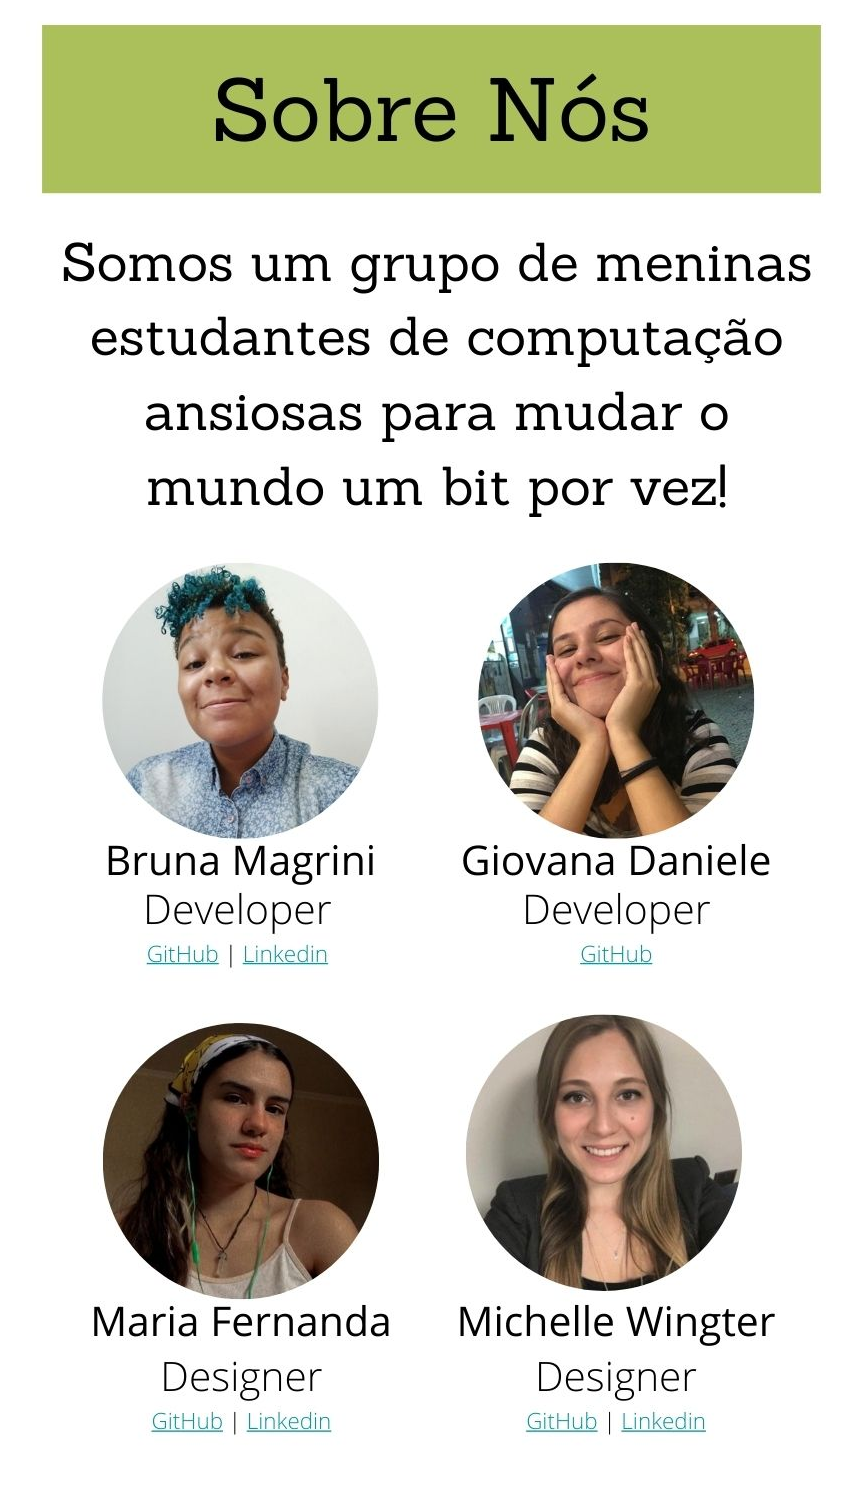 Sobre Nós
Somos um grupo de meninas
estudantes de computação
ansiosas para mudar o
mundo um bit por vez!
Bruna Magrini
Developer
GitHub | Linkedin
Giovana Daniele
Developer
GitHub
Maria Fernanda
Designer
GitHub | Linkedin
Michelle Wingter
Designer
GitHub | Linkedin